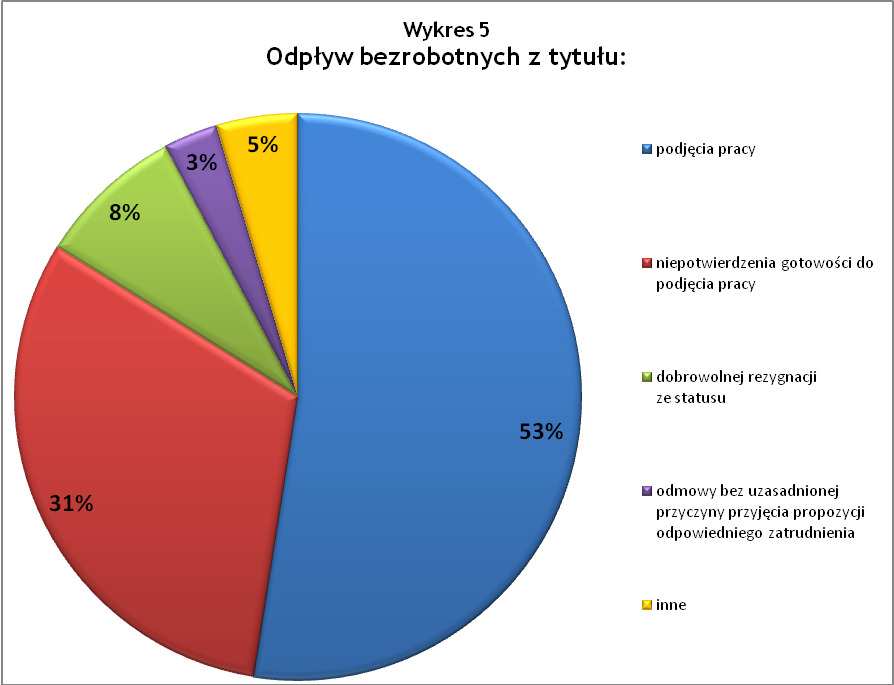 Wykres 5
Odpływ bezrobotnych z tytułu:
5%
3%
8%
53%
31%
podjęcia pracy
niepotwierdzenia gotowości do
podjęcia pracy
dobrowolnej rezygnacji
ze statusu
odmowy bez uzasadnionej
przyczyny przyjęcia propozycji
odpowiedniego zatrudnienia
inne